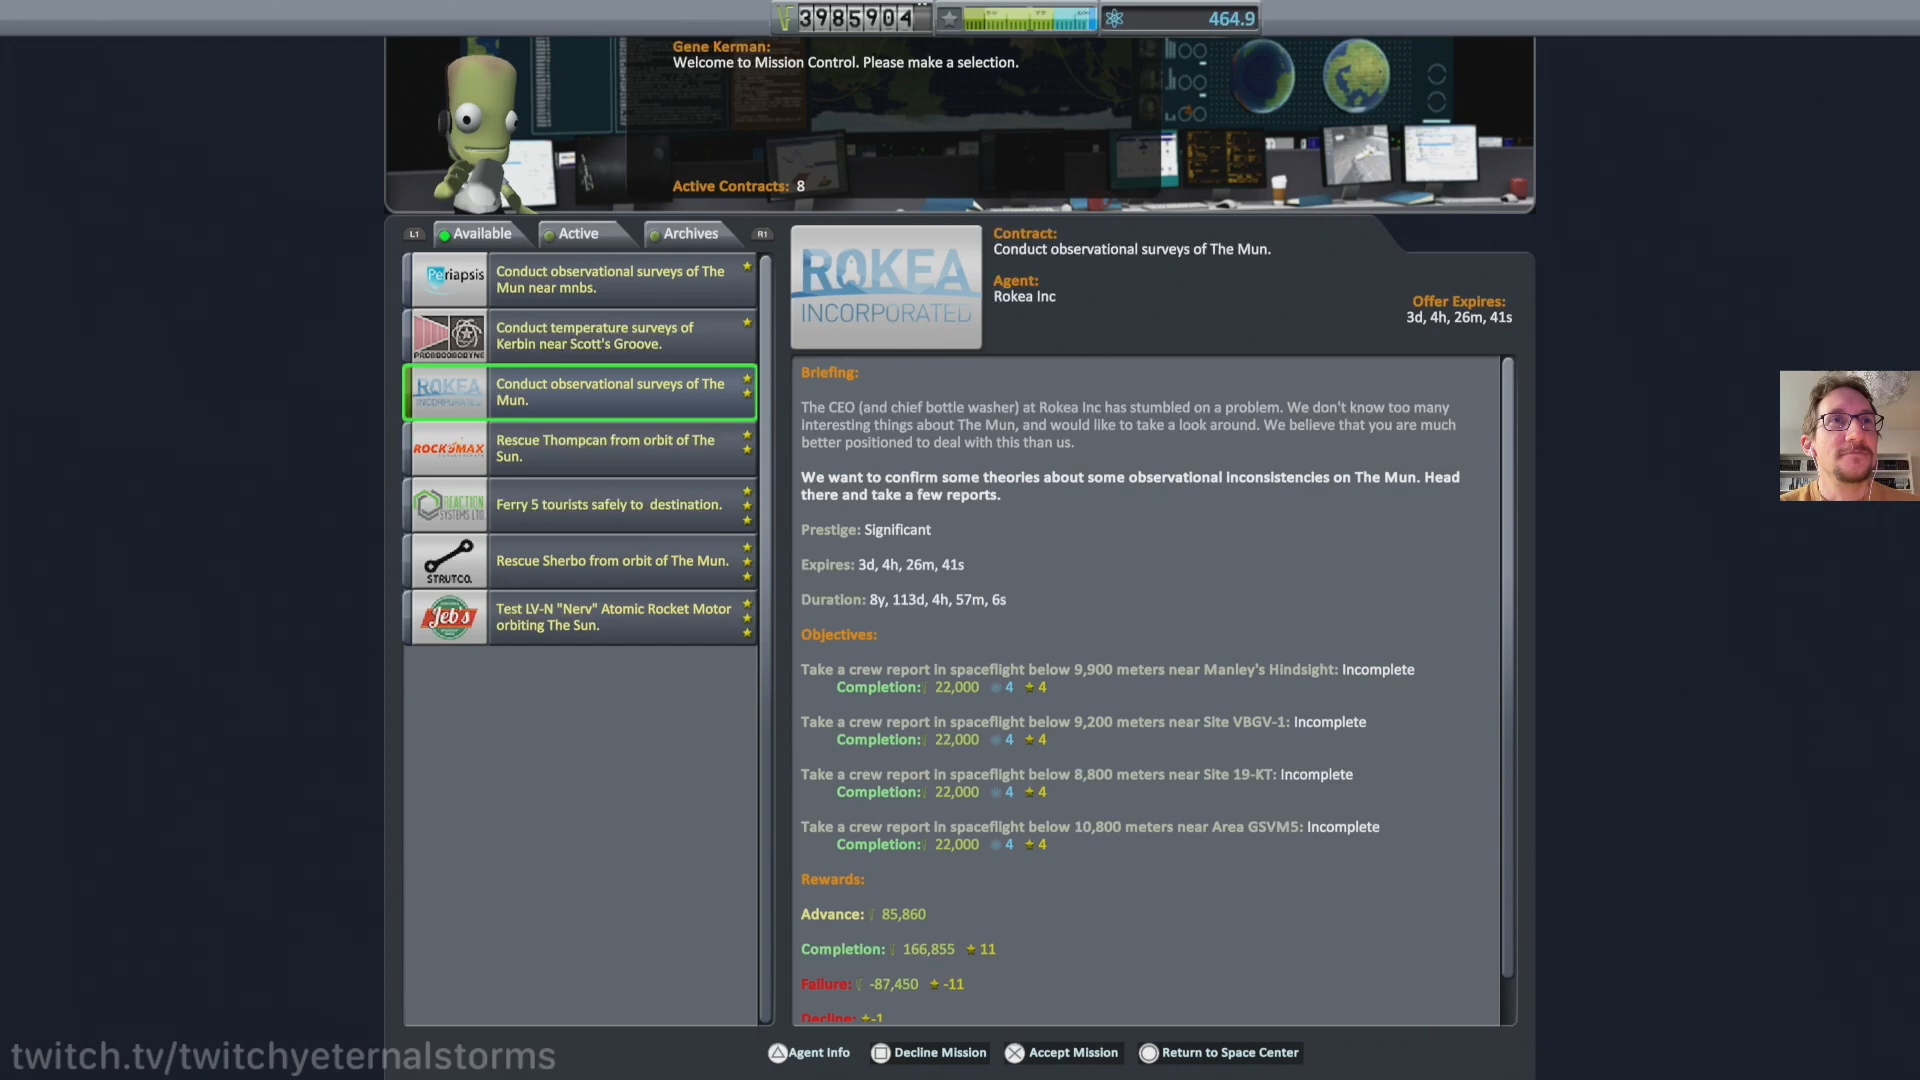 3985904
50 75 100
464.9
Gene Kerman:
Welcome to Mission Control. Please make a selection.
Active Contracts: 8
L1 Available Active Archives R1
Periapsis
Conduct observational surveys of The
Mun near mnbs.
PROBODOBODYNE
Conduct temperature surveys of
Kerbin near Scott's Groove.
ROKEA
INCORPORATED
Conduct observational surveys of The
Mun.
ROCKOMAX
Rescue Thompcan from orbit of The
Sun.
REACTION
SYSTEMS LTD.
Ferry 5 tourists safely to destination.
STRUTCO.
Rescue Sherbo from orbit of The Mun.
Jeb's
Test LV-N "Nerv" Atomic Rocket Motor
orbiting The Sun.
ROKEA
INCORPORATED
Contract:
Conduct observational surveys of The Mun.
Agent:
Rokea Inc
Offer Expires:
3d, 4h, 26m, 41s
Briefing:
The CEO (and chief bottle washer) at Rokea Inc has stumbled on a problem. We don't know too many
interesting things about The Mun, and would like to take a look around. We believe that you are much
better positioned to deal with this than us.
We want to confirm some theories about some observational inconsistencies on The Mun. Head
there and take a few reports.
Prestige: Significant
Expires: 3d, 4h, 26m, 41s
Duration: 8y, 113d, 4h, 57m, 6s
Objectives:
Take a crew report in spaceflight below 9,900 meters near Manley's Hindsight: Incomplete
Completion: 22,000 4 4
Take a crew report in spaceflight below 9,200 meters near Site VBGV-1: Incomplete
Completion: 22,000 4 4
Take a crew report in spaceflight below 8,800 meters near Site 19-KT: Incomplete
Completion: 22,000 4 4
Take a crew report in spaceflight below 10,800 meters near Area GSVM5: Incomplete
Completion: 22,000 4 4
Rewards:
Advance: 85,860
Completion: 166,855 11
Failure: -87,450 -11
Decline: -1
Agent Info Decline Mission Accept Mission Return to Space Center
twitch.tv/twitchyeternalstorms